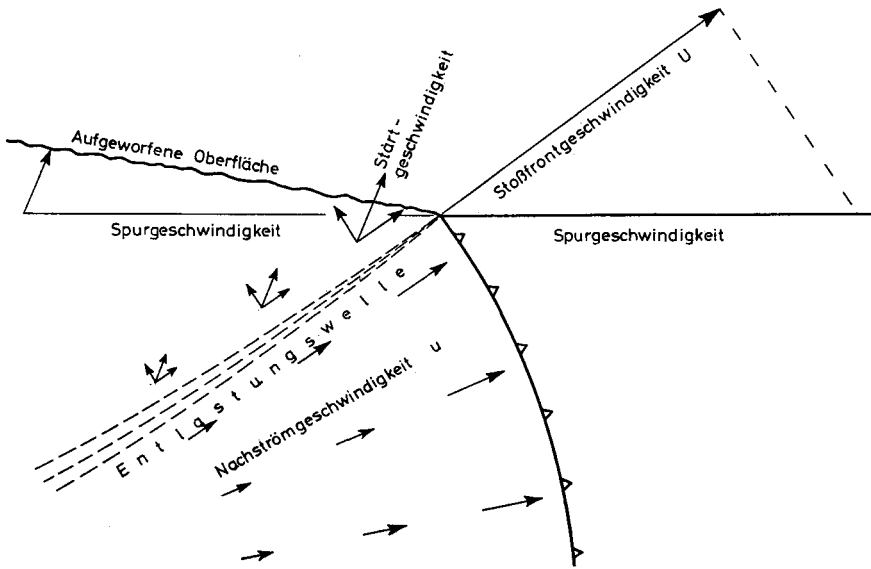 Aufgeworfene Oberfläche
Start-
geschwindigkeit
Stoßfrontgeschwindigkeit U
Spurgeschwindigkeit
Spurgeschwindigkeit
Entlastungswelle
Nachströmgeschwindigkeit u